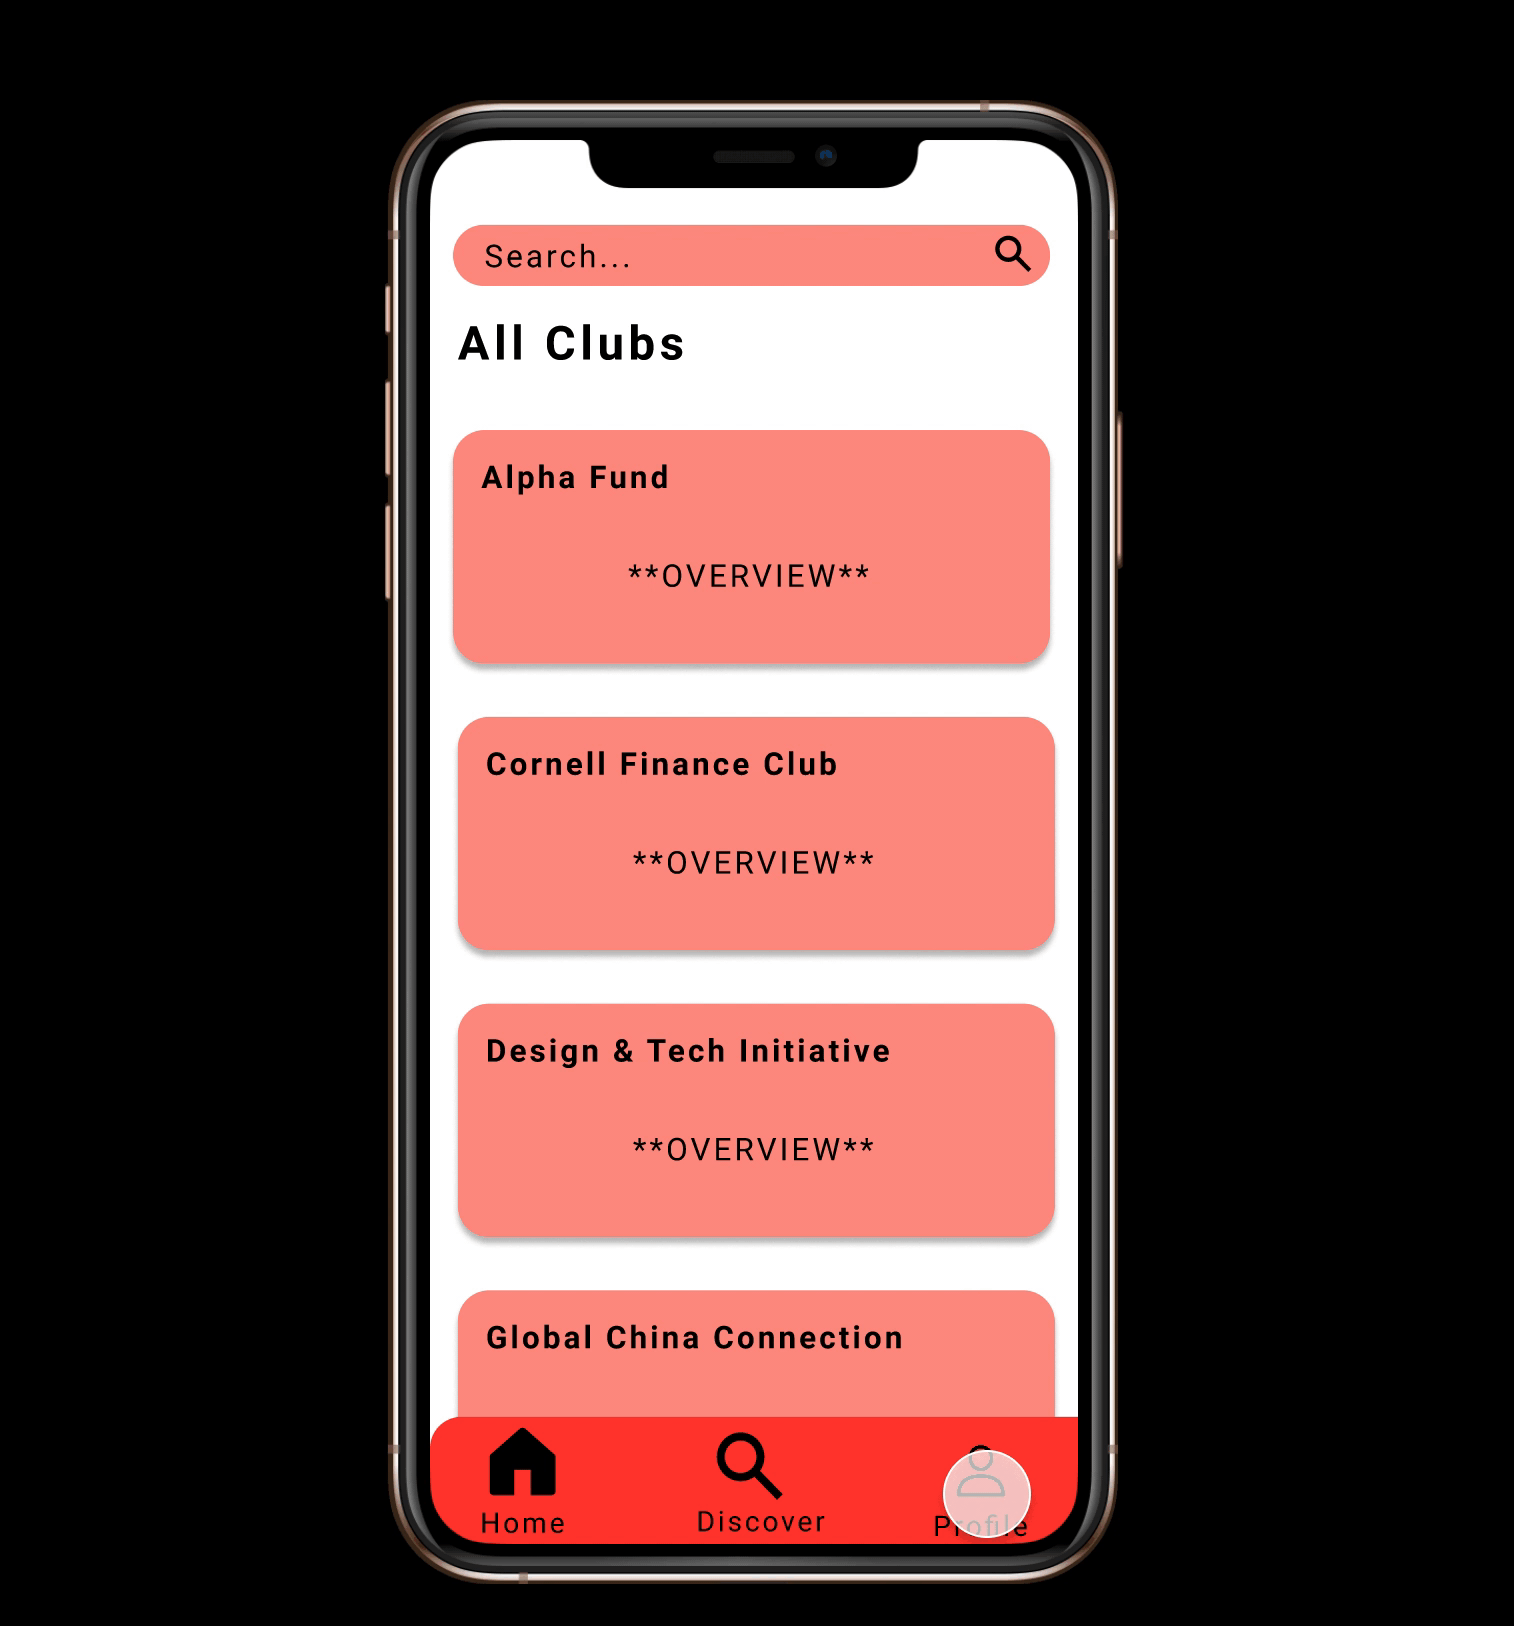 Search...
All Clubs
Alpha Fund
**OVERVIEW**
Cornell Finance Club
**OVERVIEW**
Design & Tech Initiative
**OVERVIEW**
Global China Connection
Home
Discover
Profile